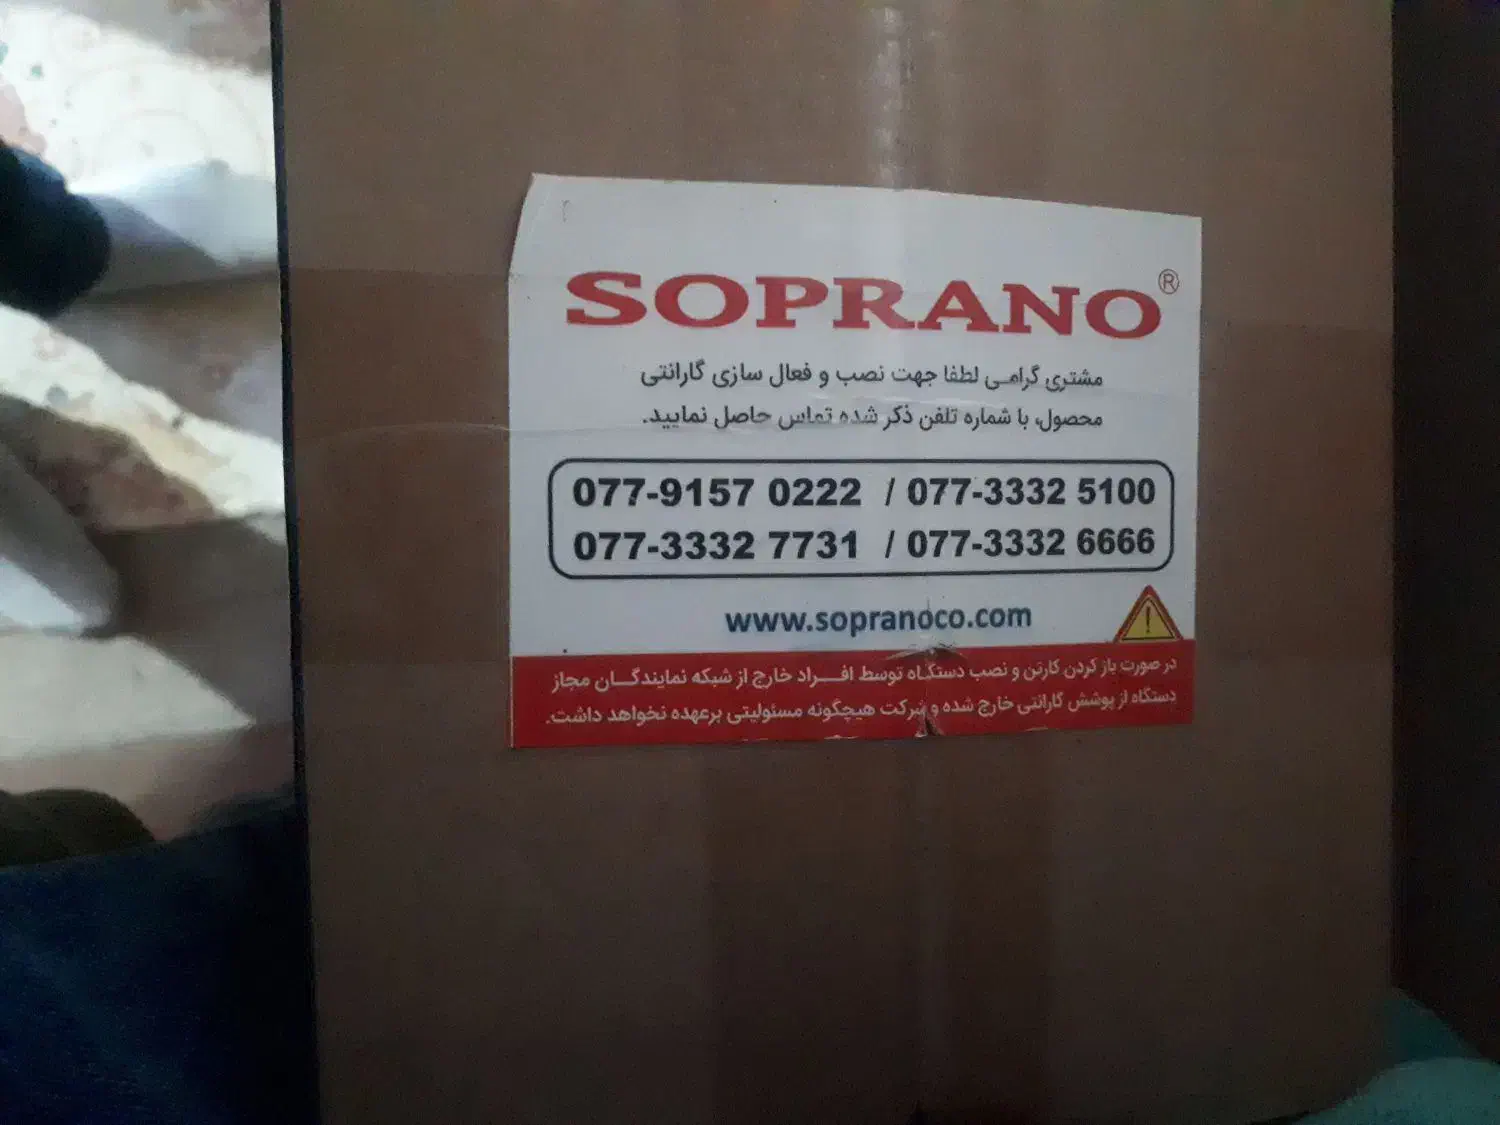 SOPRANO®
مشتری گرامی لطفا جهت نصب و فعال سازی گارانتی
محصول، با شماره تلفن ذکر شده تماس حاصل نمایید.
077-9157 0222 / 077-3332 5100
077-3332 7731 / 077-3332 6666
www.sopranoco.com
در صورت باز کردن کارتن و نصب دستگاه توسط افراد خارج از شبکه نمایندگان مجاز
دستگاه از پوشش گارانتی خارج شده و شرکت هیچگونه مسئولیتی برعهده نخواهد داشت.